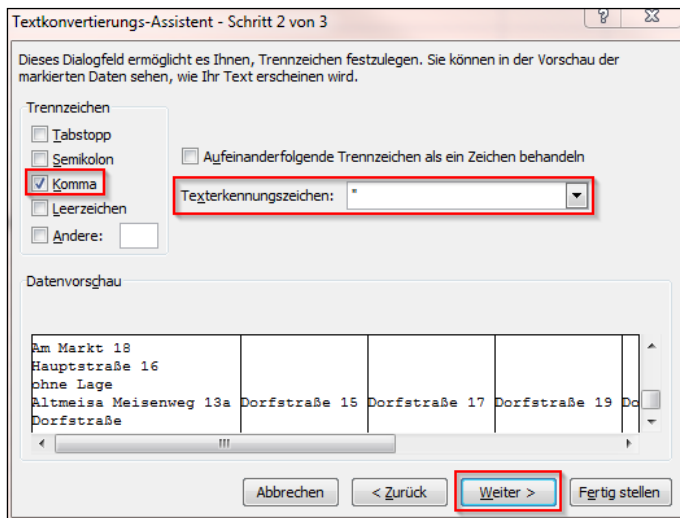 Textkonvertierungs-Assistent - Schritt 2 von 3
Dieses Dialogfeld ermöglicht es Ihnen, Trennzeichen festzulegen. Sie können in der Vorschau der
markierten Daten sehen, wie Ihr Text erscheinen wird.
Trennzeichen
Tabstopp
Semikolon
Komma
Leerzeichen
Andere:
Aufeinanderfolgende Trennzeichen als ein Zeichen behandeln
Texterkennungszeichen: "
Datenvorschau
Am Markt 18
Hauptstraße 16
ohne Lage
Altmeisa Meisenweg 13a Dorfstraße 15 Dorfstraße 17 Dorfstraße 19 Do
Dorfstraße
Abbrechen < Zurück Weiter > Fertig stellen